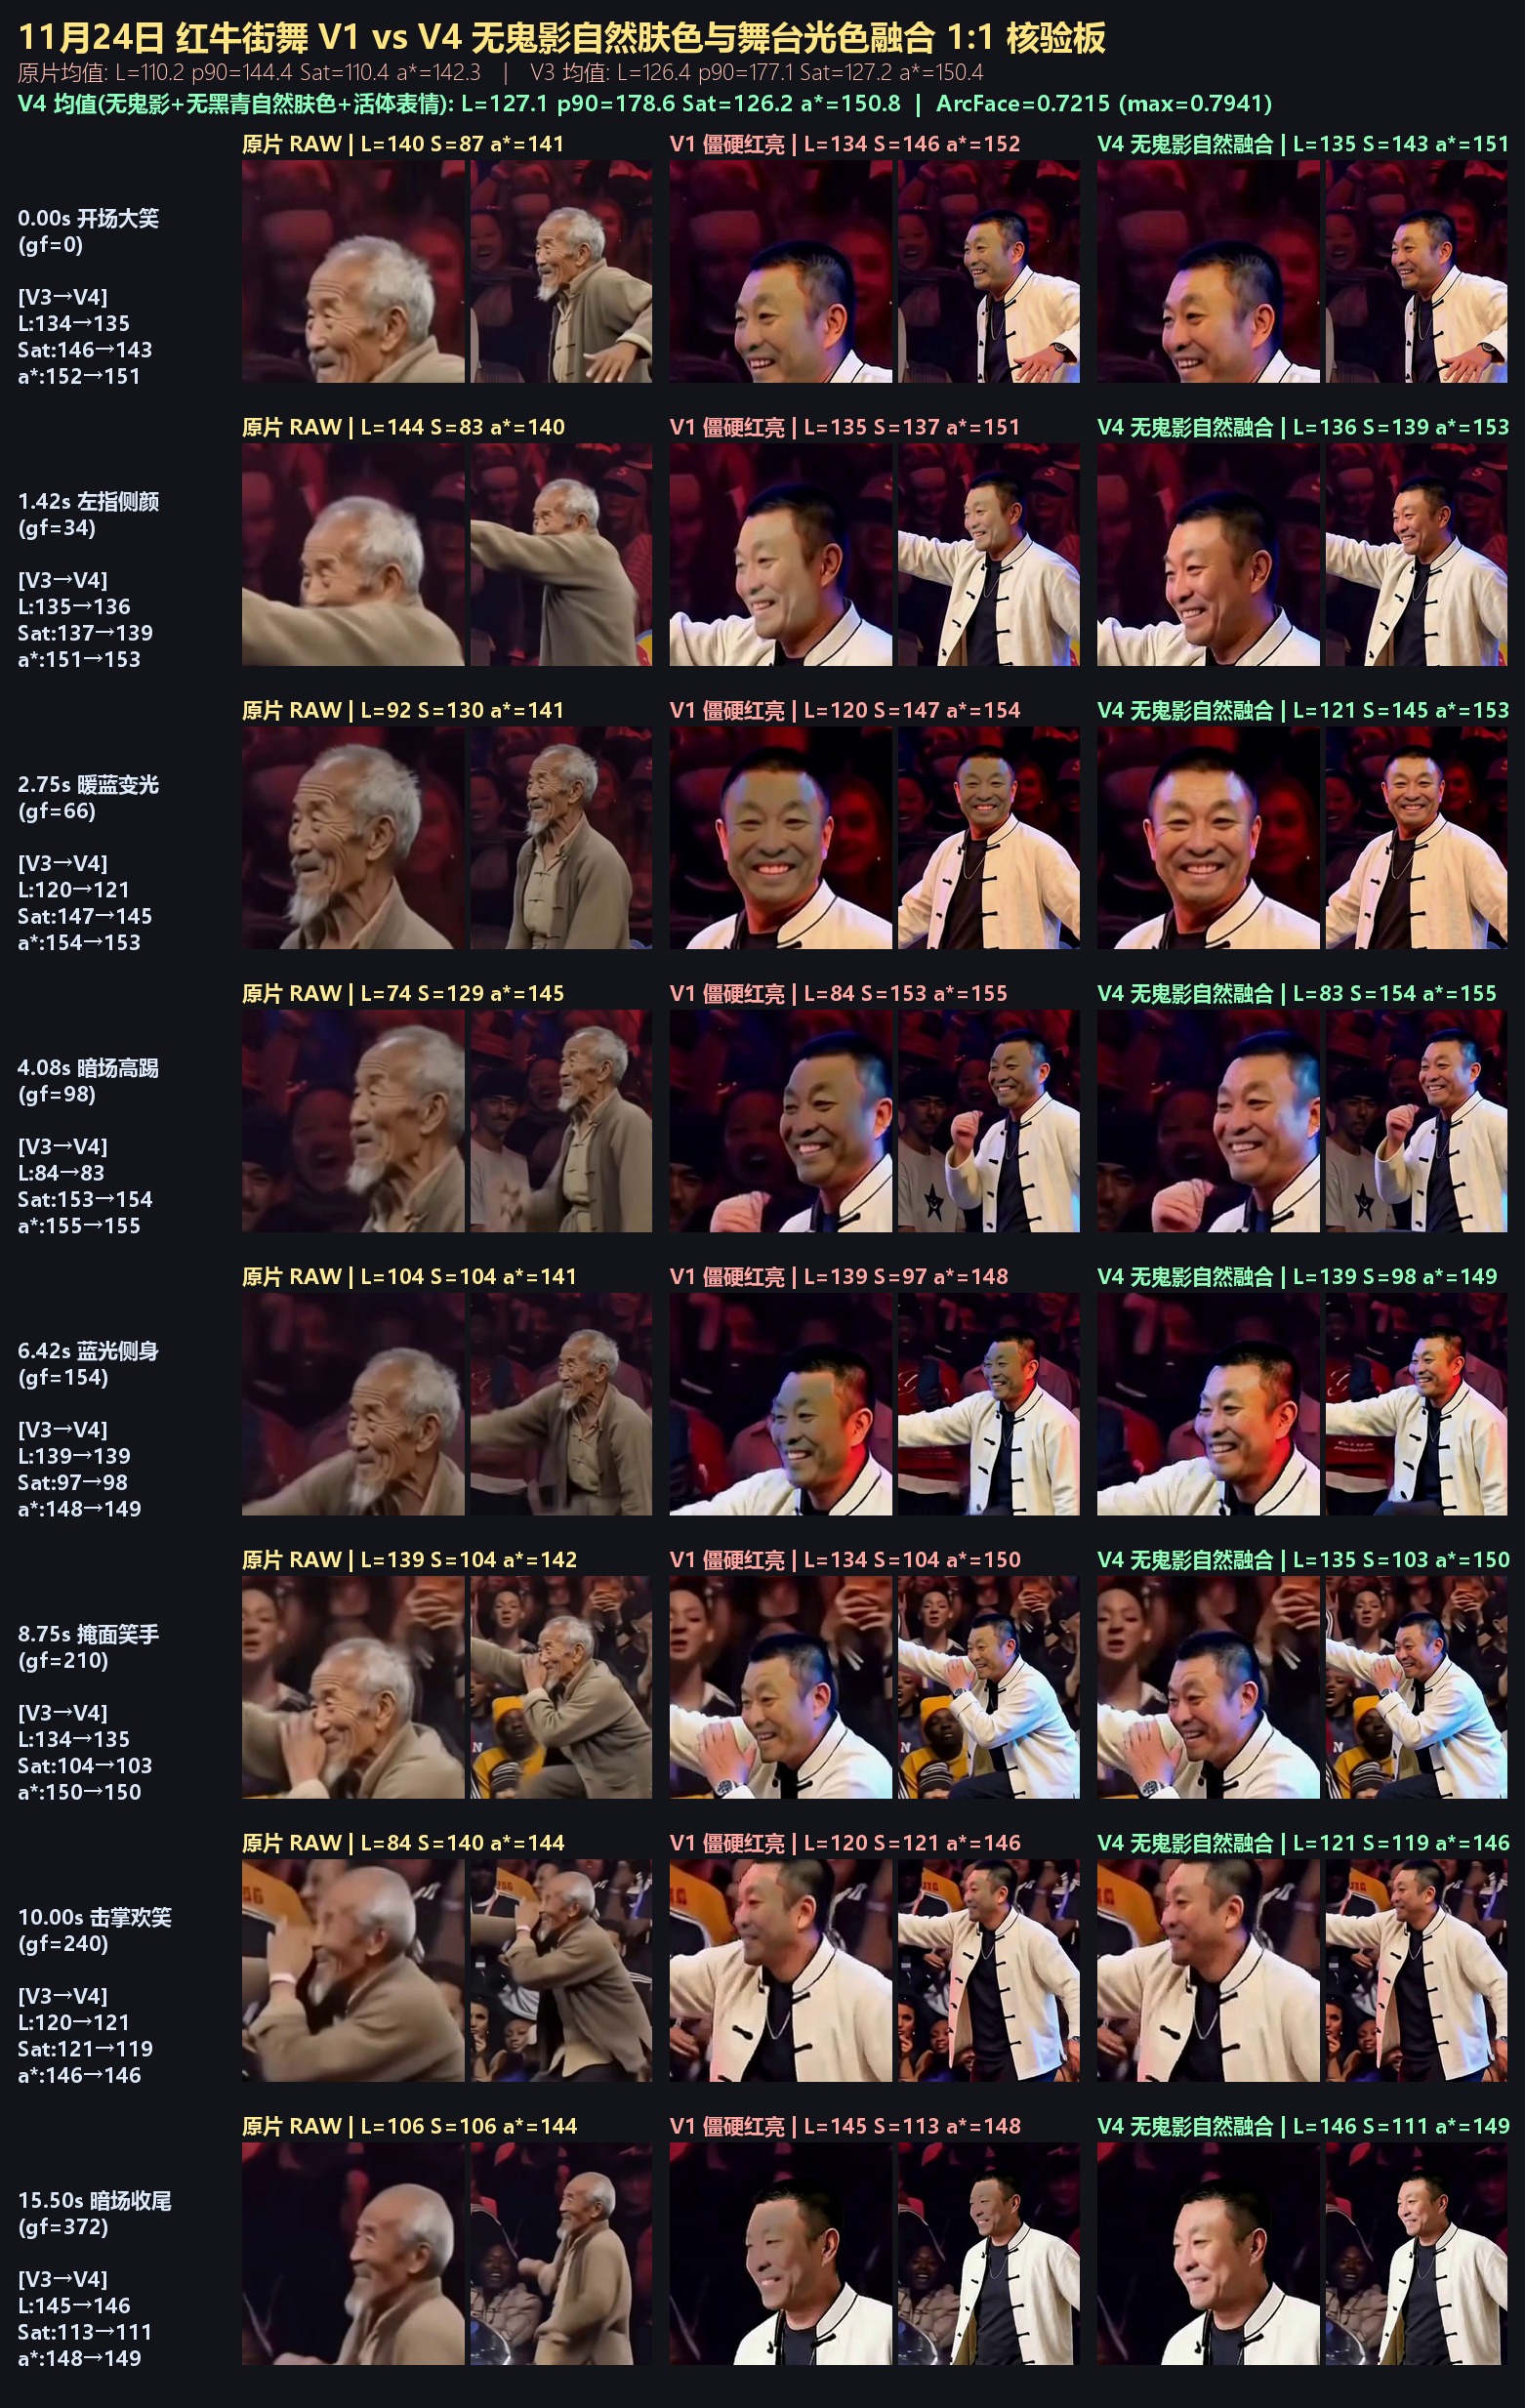 11月24日 红牛街舞 V1 vs V4 无鬼影自然肤色与舞台光色融合 1:1 核验板
原片均值: L=110.2 p90=144.4 Sat=110.4 a*=142.3 | V3 均值: L=126.4 p90=177.1 Sat=127.2 a*=150.4
V4 均值(无鬼影+无黑青自然肤色+活体表情): L=127.1 p90=178.6 Sat=126.2 a*=150.8 | ArcFace=0.7215 (max=0.7941)
原片 RAW | L=140 S=87 a*=141
V1 僵硬红亮 | L=134 S=146 a*=152
V4 无鬼影自然融合 | L=135 S=143 a*=151
0.00s 开场大笑
(gf=0)
[V3→V4]
L:134→135
Sat:146→143
a*:152→151
原片 RAW | L=144 S=83 a*=140
V1 僵硬红亮 | L=135 S=137 a*=151
V4 无鬼影自然融合 | L=136 S=139 a*=153
1.42s 左指侧颜
(gf=34)
[V3→V4]
L:135→136
Sat:137→139
a*:151→153
原片 RAW | L=92 S=130 a*=141
V1 僵硬红亮 | L=120 S=147 a*=154
V4 无鬼影自然融合 | L=121 S=145 a*=153
2.75s 暖蓝变光
(gf=66)
[V3→V4]
L:120→121
Sat:147→145
a*:154→153
原片 RAW | L=74 S=129 a*=145
V1 僵硬红亮 | L=84 S=153 a*=155
V4 无鬼影自然融合 | L=83 S=154 a*=155
4.08s 暗场高踢
(gf=98)
[V3→V4]
L:84→83
Sat:153→154
a*:155→155
原片 RAW | L=104 S=104 a*=141
V1 僵硬红亮 | L=139 S=97 a*=148
V4 无鬼影自然融合 | L=139 S=98 a*=149
6.42s 蓝光侧身
(gf=154)
[V3→V4]
L:139→139
Sat:97→98
a*:148→149
原片 RAW | L=139 S=104 a*=142
V1 僵硬红亮 | L=134 S=104 a*=150
V4 无鬼影自然融合 | L=135 S=103 a*=150
8.75s 掩面笑手
(gf=210)
[V3→V4]
L:134→135
Sat:104→103
a*:150→150
原片 RAW | L=84 S=140 a*=144
V1 僵硬红亮 | L=120 S=121 a*=146
V4 无鬼影自然融合 | L=121 S=119 a*=146
10.00s 击掌欢笑
(gf=240)
[V3→V4]
L:120→121
Sat:121→119
a*:146→146
原片 RAW | L=106 S=106 a*=144
V1 僵硬红亮 | L=145 S=113 a*=148
V4 无鬼影自然融合 | L=146 S=111 a*=149
15.50s 暗场收尾
(gf=372)
[V3→V4]
L:145→146
Sat:113→111
a*:148→149